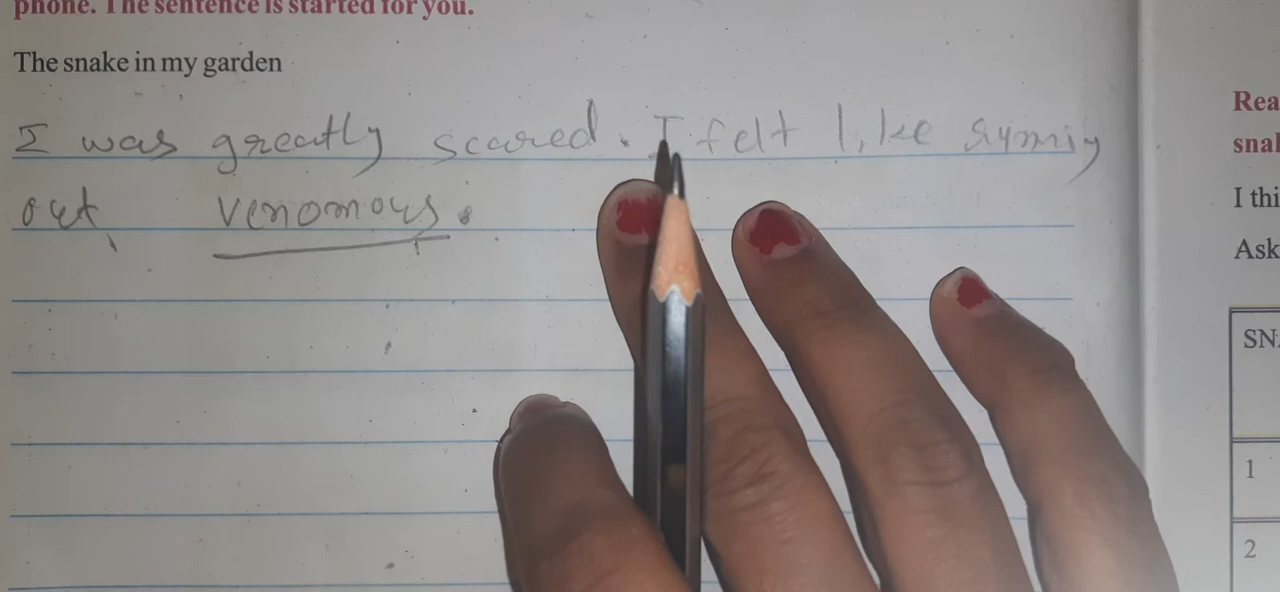 phone. The sentence is started for you.
The snake in my garden
I was greatly scared. I felt like
out venomous.
Rea
snal
I thi
Ask
SN
1
2